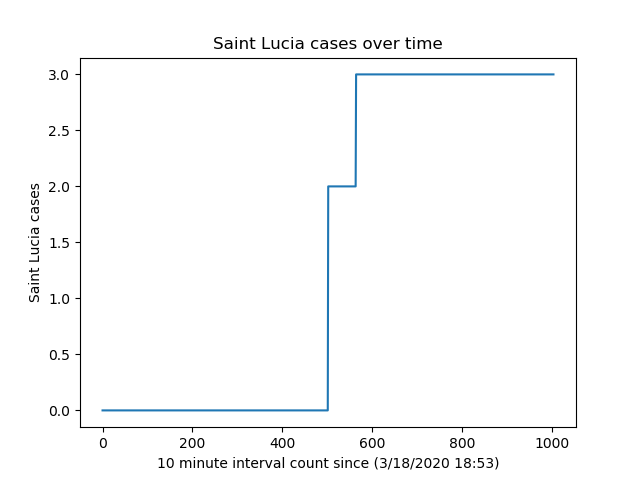 Saint Lucia cases over time
3.0
2.5
2.0
1.5
1.0
0.5
0.0
Saint Lucia cases
0 200 400 600 800 1000
10 minute interval count since (3/18/2020 18:53)